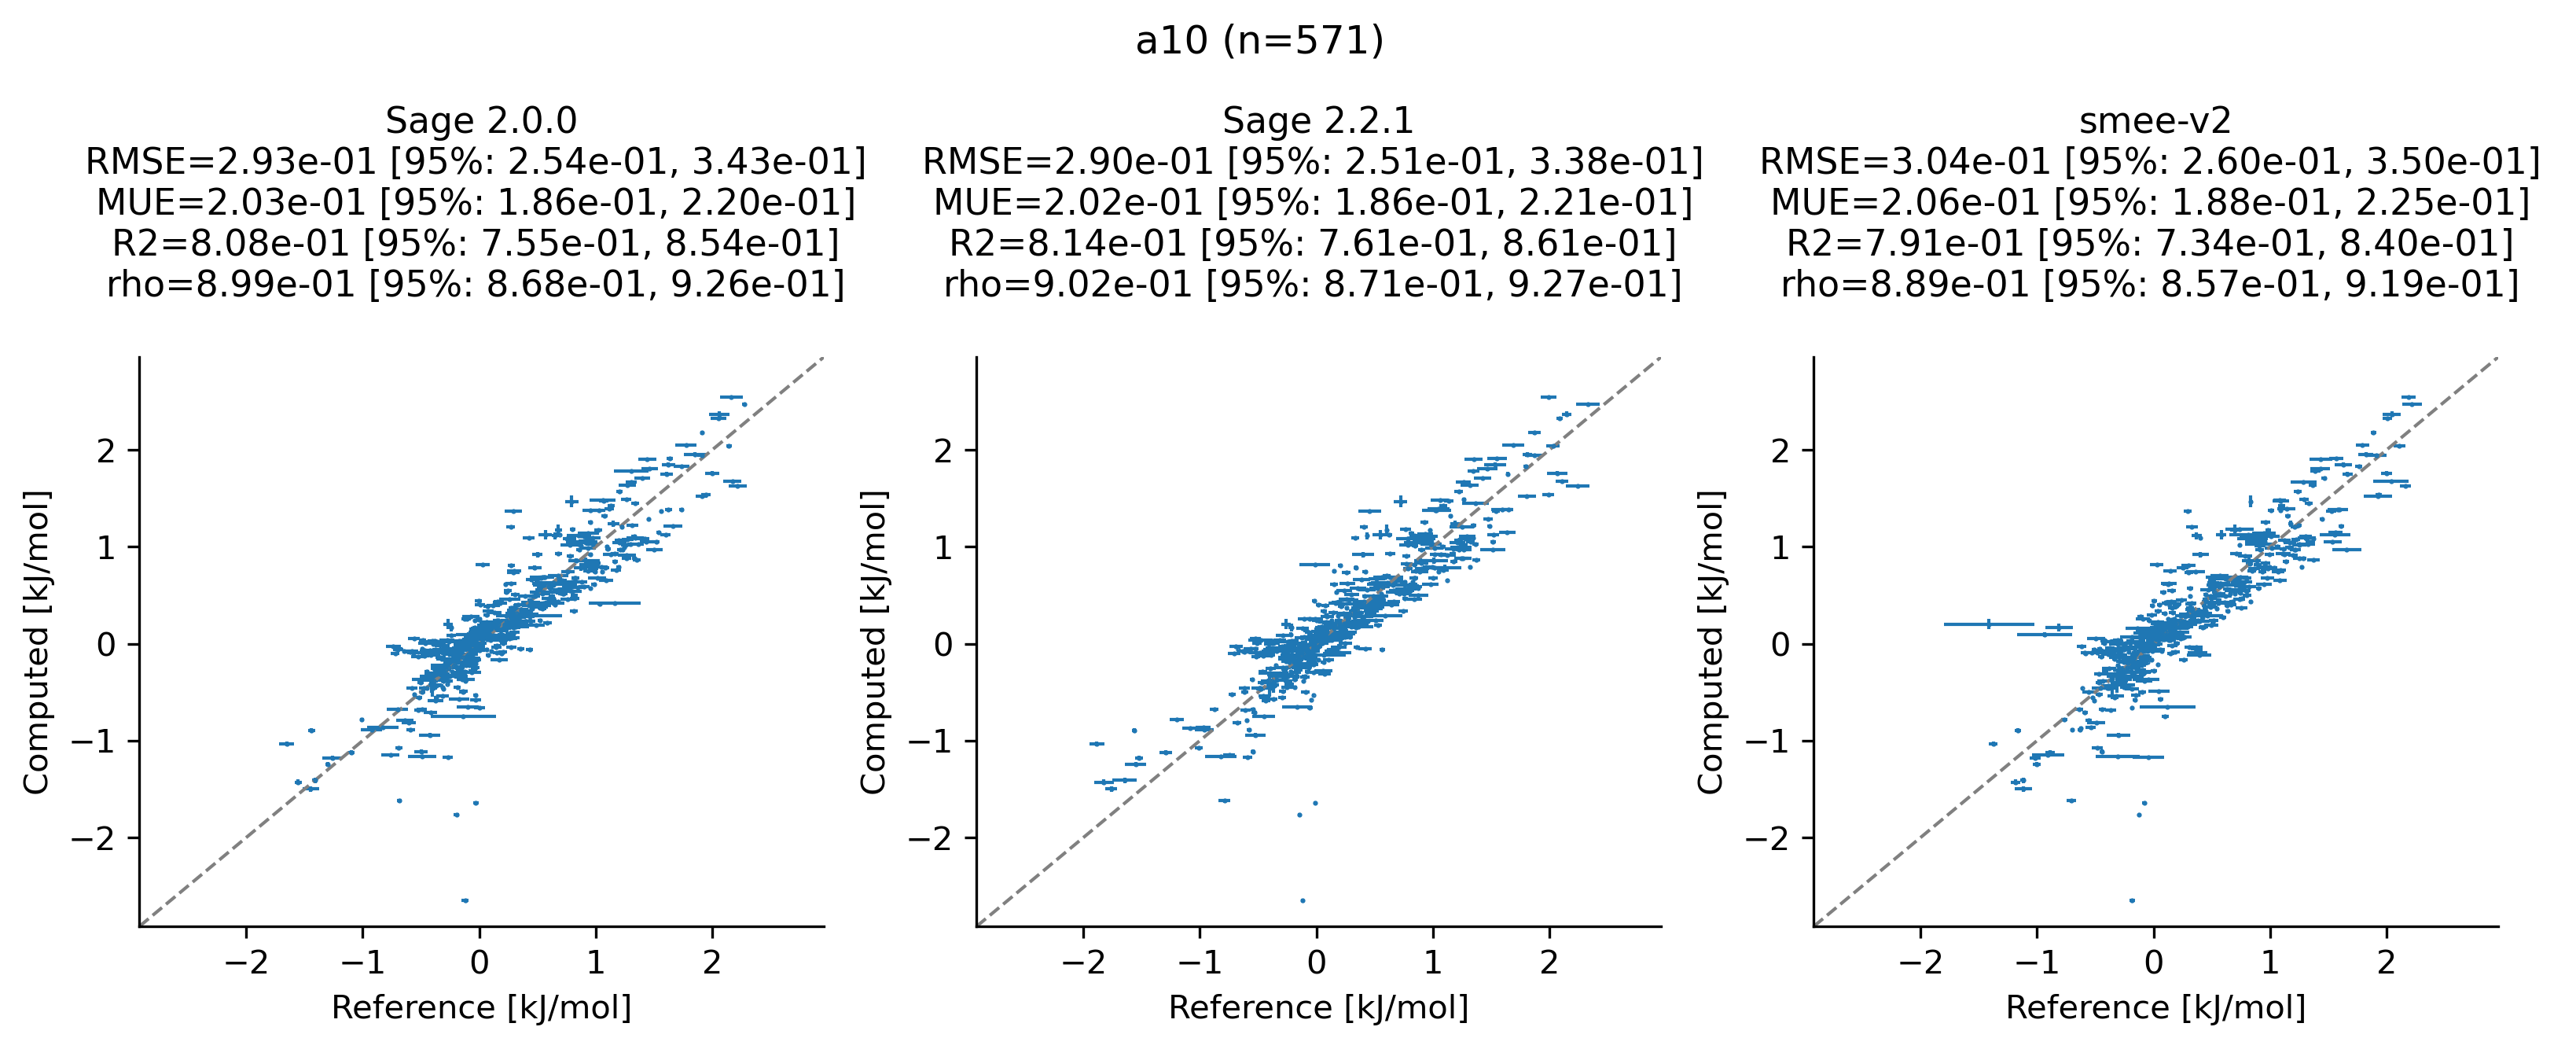 a10 (n=571)
Sage 2.0.0
RMSE=2.93e-01 [95%: 2.54e-01, 3.43e-01]
MUE=2.03e-01 [95%: 1.86e-01, 2.20e-01]
R2=8.08e-01 [95%: 7.55e-01, 8.54e-01]
rho=8.99e-01 [95%: 8.68e-01, 9.26e-01]
Computed [kJ/mol]
2
1
0
−1
−2
−2 −1 0 1 2
Reference [kJ/mol]
Sage 2.2.1
RMSE=2.90e-01 [95%: 2.51e-01, 3.38e-01]
MUE=2.02e-01 [95%: 1.86e-01, 2.21e-01]
R2=8.14e-01 [95%: 7.61e-01, 8.61e-01]
rho=9.02e-01 [95%: 8.71e-01, 9.27e-01]
Computed [kJ/mol]
2
1
0
−1
−2
−2 −1 0 1 2
Reference [kJ/mol]
smee-v2
RMSE=3.04e-01 [95%: 2.60e-01, 3.50e-01]
MUE=2.06e-01 [95%: 1.88e-01, 2.25e-01]
R2=7.91e-01 [95%: 7.34e-01, 8.40e-01]
rho=8.89e-01 [95%: 8.57e-01, 9.19e-01]
Computed [kJ/mol]
2
1
0
−1
−2
−2 −1 0 1 2
Reference [kJ/mol]